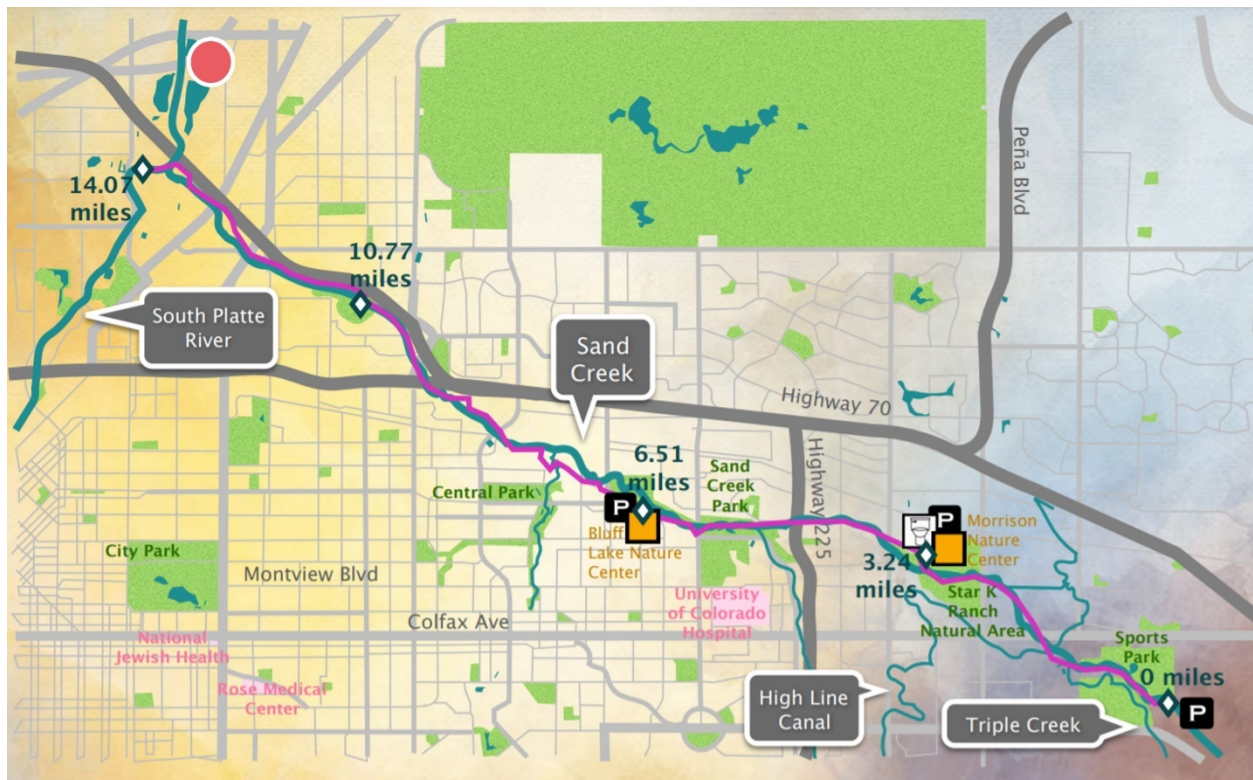 Peña Blvd
14.07
miles
10.77
miles
South Platte
River
Sand
Creek
Highway 70
6.51
miles
Sand
Creek
Park
Highway 225
Central Park
P
Bluff
Lake Nature
Center
P
Morrison
Nature
Center
City Park
Montview Blvd
3.24
miles
University
of Colorado
Hospital
Star K
Ranch
Natural Area
Colfax Ave
National
Jewish Health
Sports
Park
0 miles
Rose Medical
Center
High Line
Canal
Triple Creek
P